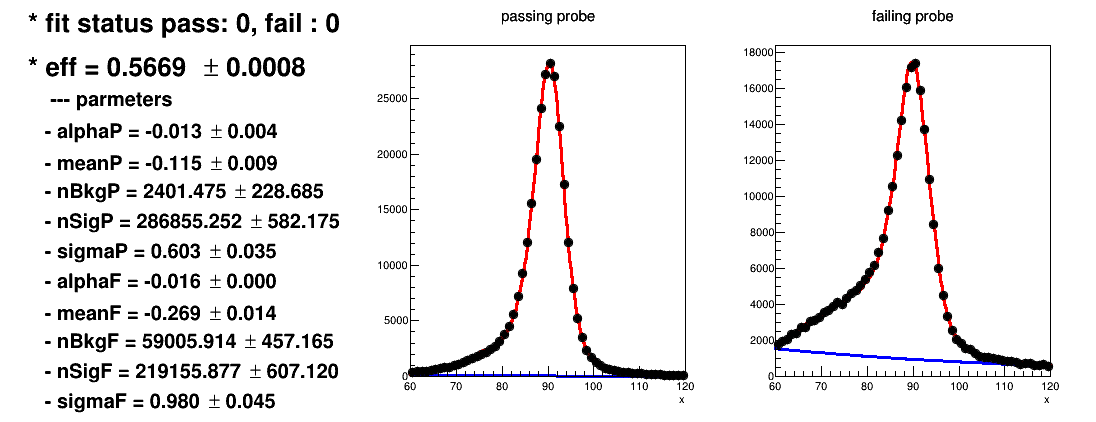 * fit status pass: 0, fail : 0
* eff = 0.5669 ± 0.0008
--- parmeters
- alphaP = -0.013 ± 0.004
- meanP = -0.115 ± 0.009
- nBkgP = 2401.475 ± 228.685
- nSigP = 286855.252 ± 582.175
- sigmaP = 0.603 ± 0.035
- alphaF = -0.016 ± 0.000
- meanF = -0.269 ± 0.014
- nBkgF = 59005.914 ± 457.165
- nSigF = 219155.877 ± 607.120
- sigmaF = 0.980 ± 0.045
passing probe
25000
20000
15000
10000
5000
0
60 70 80 90 100 110 120
x
failing probe
18000
16000
14000
12000
10000
8000
6000
4000
2000
0
60 70 80 90 100 110 120
x